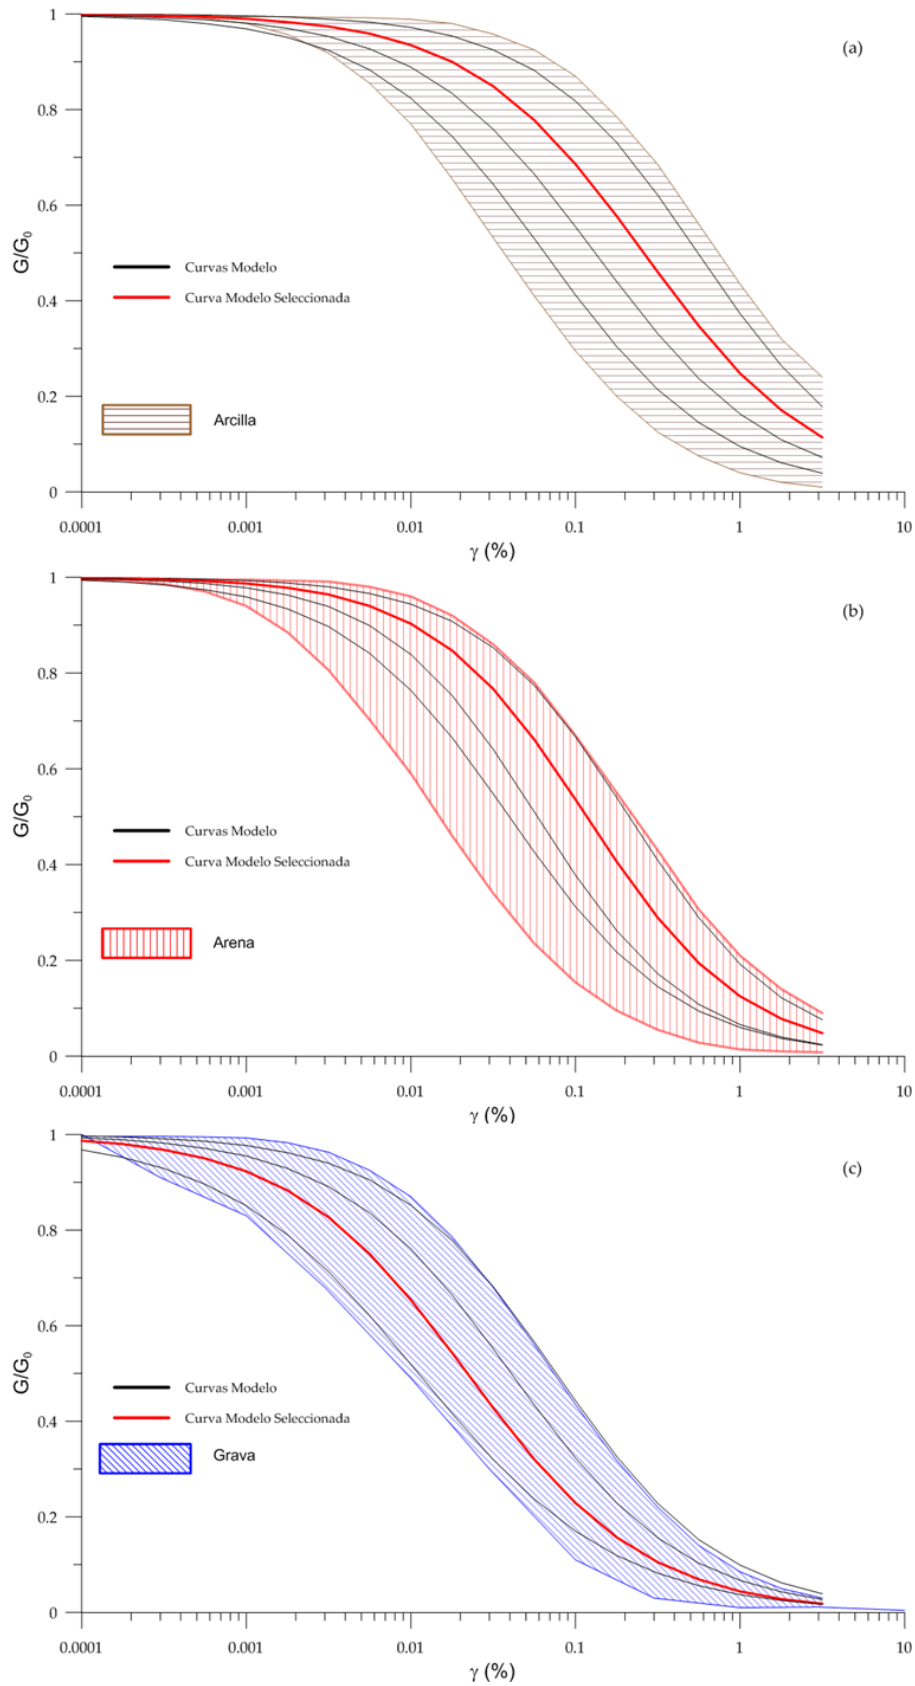 1
(a)
0.8
0.6
G/G0
Curvas Modelo
0.4
Curva Modelo Seleccionada
0.2
Arcilla
0
0.0001
0.001
0.01
0.1
1
10
γ (%)
1
(b)
0.8
0.6
G/G0
Curvas Modelo
0.4
Curva Modelo Seleccionada
Arena
0.2
0
0.0001
0.001
0.01
0.1
1
10
γ (%)
1
(c)
0.8
0.6
G/G0
Curvas Modelo
0.4
Curva Modelo Seleccionada
Grava
0.2
0
0.0001
0.001
0.01
0.1
1
10
γ (%)